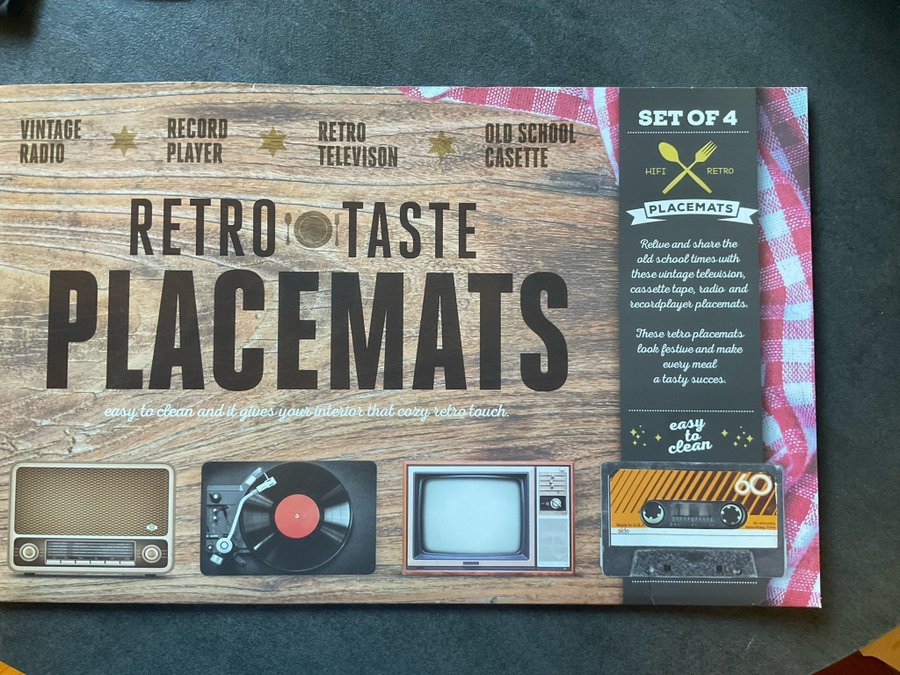 VINTAGE
RADIO
RECORD
PLAYER
RETRO
TELEVISON
OLD SCHOOL
CASETTE
RETRO TASTE
PLACEMATS
easy to clean and it gives your interior that cozy retro touch.
SET OF 4
HIFI RETRO
PLACEMATS
Relive and share the
old school times with
these vintage television,
cassette tape, radio and
recordplayer placemats.
These retro placemats
look festive and make
every meal
a tasty succes.
easy
to
clean
60
side